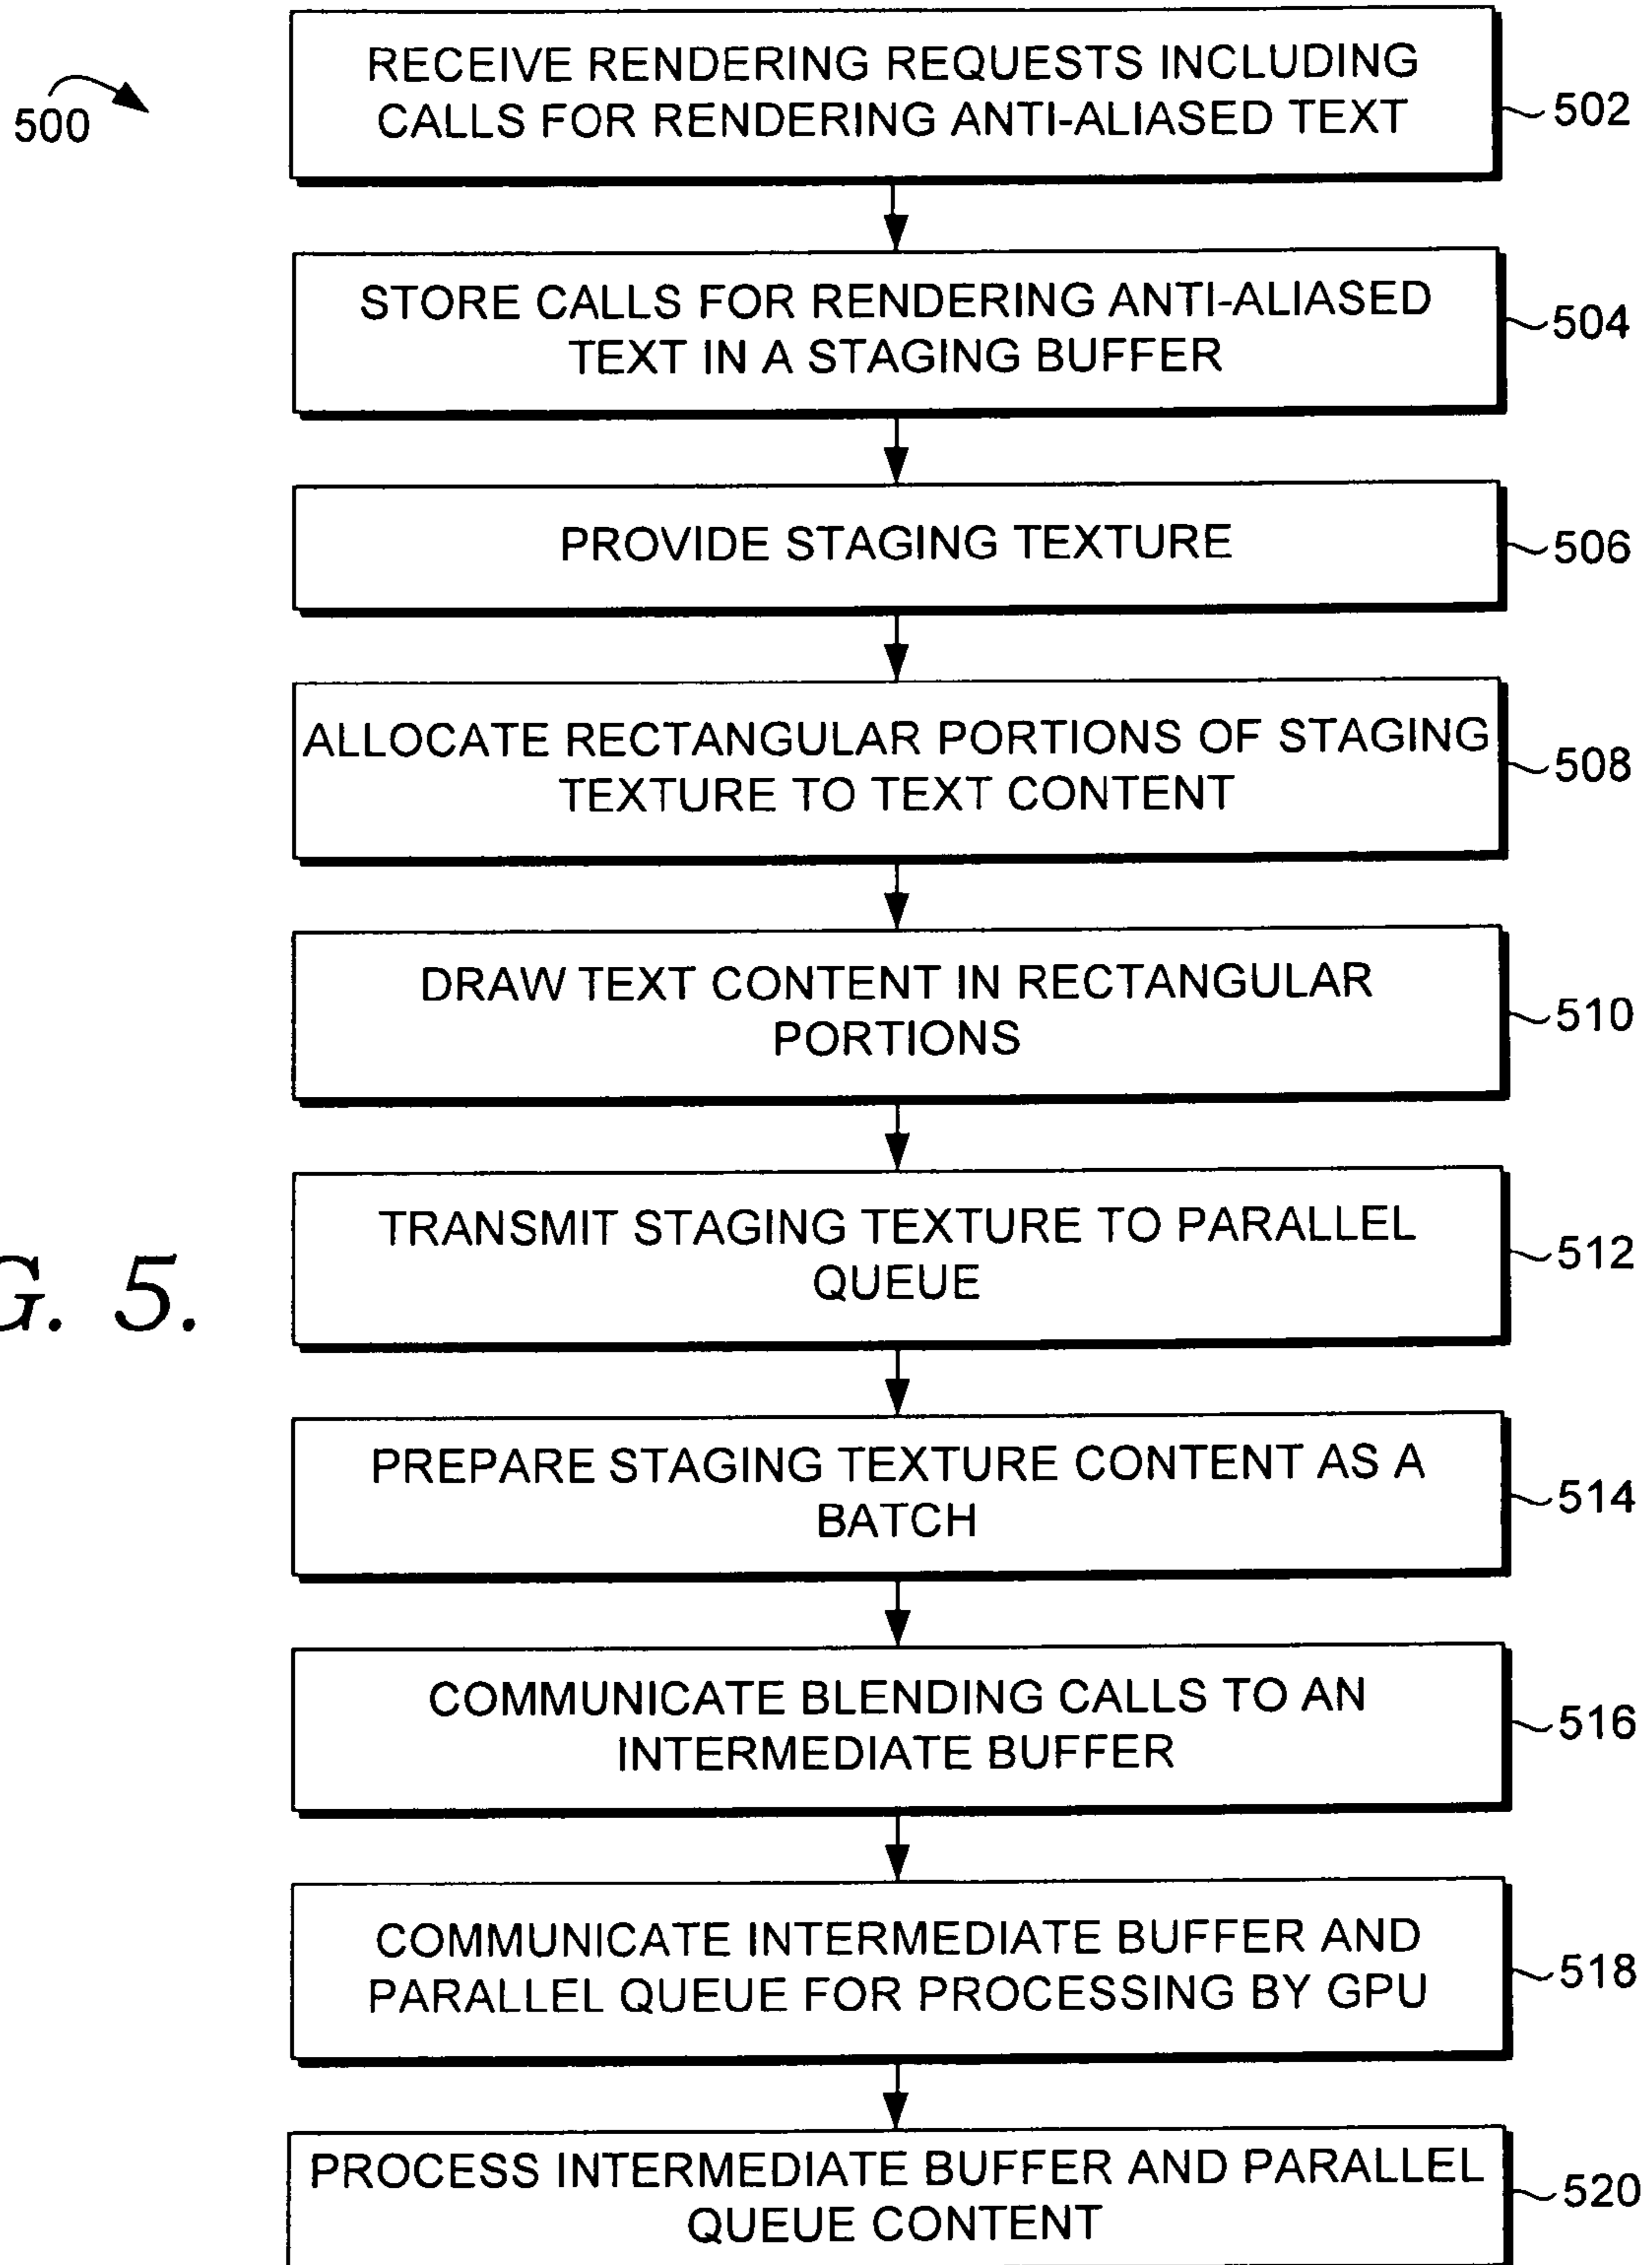 500
RECEIVE RENDERING REQUESTS INCLUDING
CALLS FOR RENDERING ANTI-ALIASED TEXT
502
STORE CALLS FOR RENDERING ANTI-ALIASED
TEXT IN A STAGING BUFFER
504
PROVIDE STAGING TEXTURE
506
ALLOCATE RECTANGULAR PORTIONS OF STAGING
TEXTURE TO TEXT CONTENT
508
DRAW TEXT CONTENT IN RECTANGULAR
PORTIONS
510
TRANSMIT STAGING TEXTURE TO PARALLEL
QUEUE
512
G. 5.
PREPARE STAGING TEXTURE CONTENT AS A
BATCH
514
COMMUNICATE BLENDING CALLS TO AN
INTERMEDIATE BUFFER
516
COMMUNICATE INTERMEDIATE BUFFER AND
PARALLEL QUEUE FOR PROCESSING BY GPU
518
PROCESS INTERMEDIATE BUFFER AND PARALLEL
QUEUE CONTENT
520